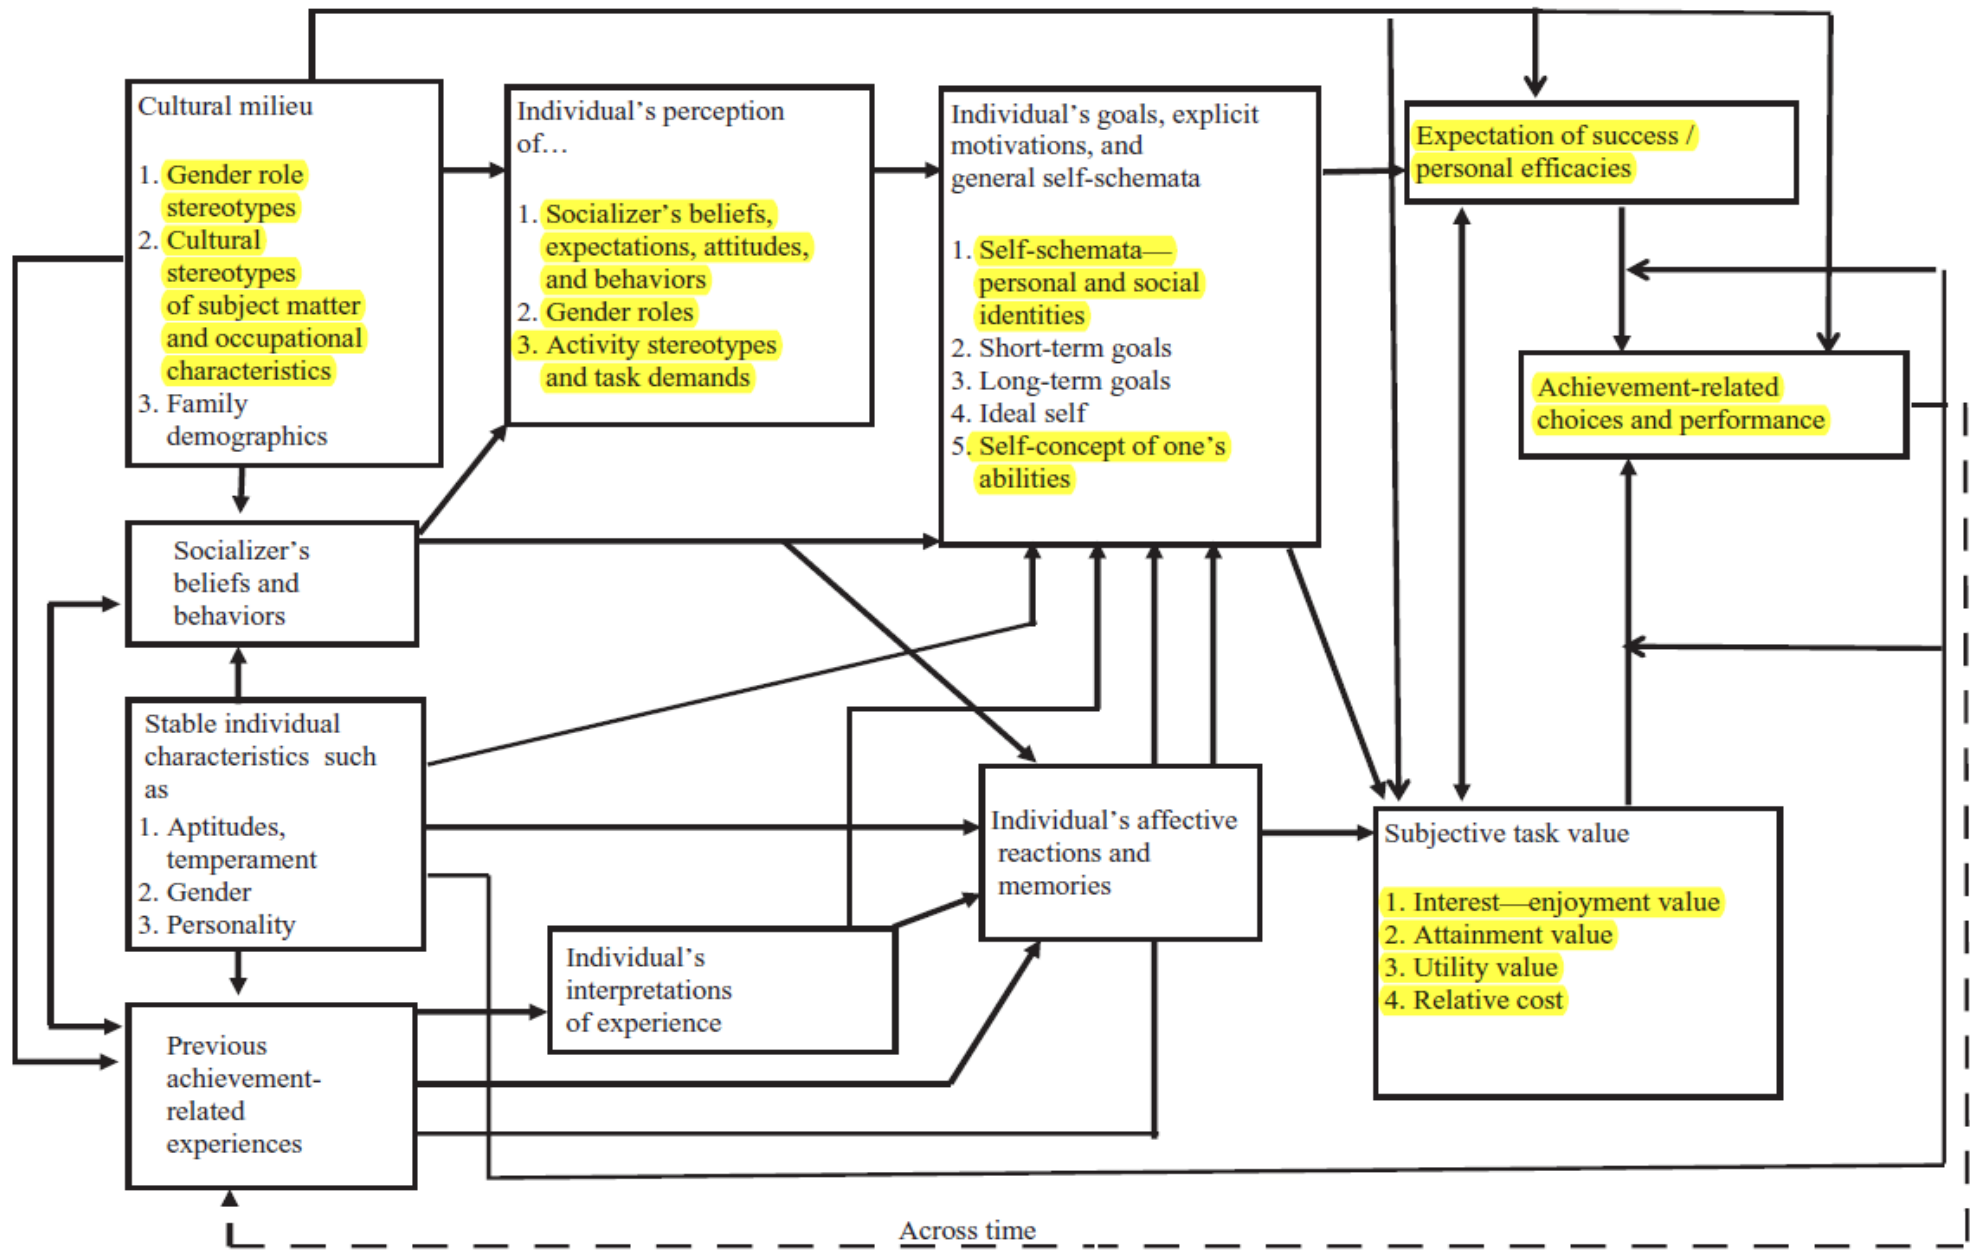 Cultural milieu
1. Gender role
stereotypes
2. Cultural
stereotypes
of subject matter
and occupational
characteristics
3. Family
demographics
Individual's perception
of…
1. Socializer's beliefs,
expectations, attitudes,
and behaviors
2. Gender roles
3. Activity stereotypes
and task demands
Individual's goals, explicit
motivations, and
general self-schemata
1. Self-schemata—
personal and social
identities
2. Short-term goals
3. Long-term goals
4. Ideal self
5. Self-concept of one's
abilities
Expectation of success /
personal efficacies
Achievement-related
choices and performance
Socializer's
beliefs and
behaviors
Stable individual
characteristics such
as
1. Aptitudes,
temperament
2. Gender
3. Personality
Individual's affective
reactions and
memories
Subjective task value
1. Interest—enjoyment value
2. Attainment value
3. Utility value
4. Relative cost
Individual's
interpretations
of experience
Previous
achievement-
related
experiences
Across time